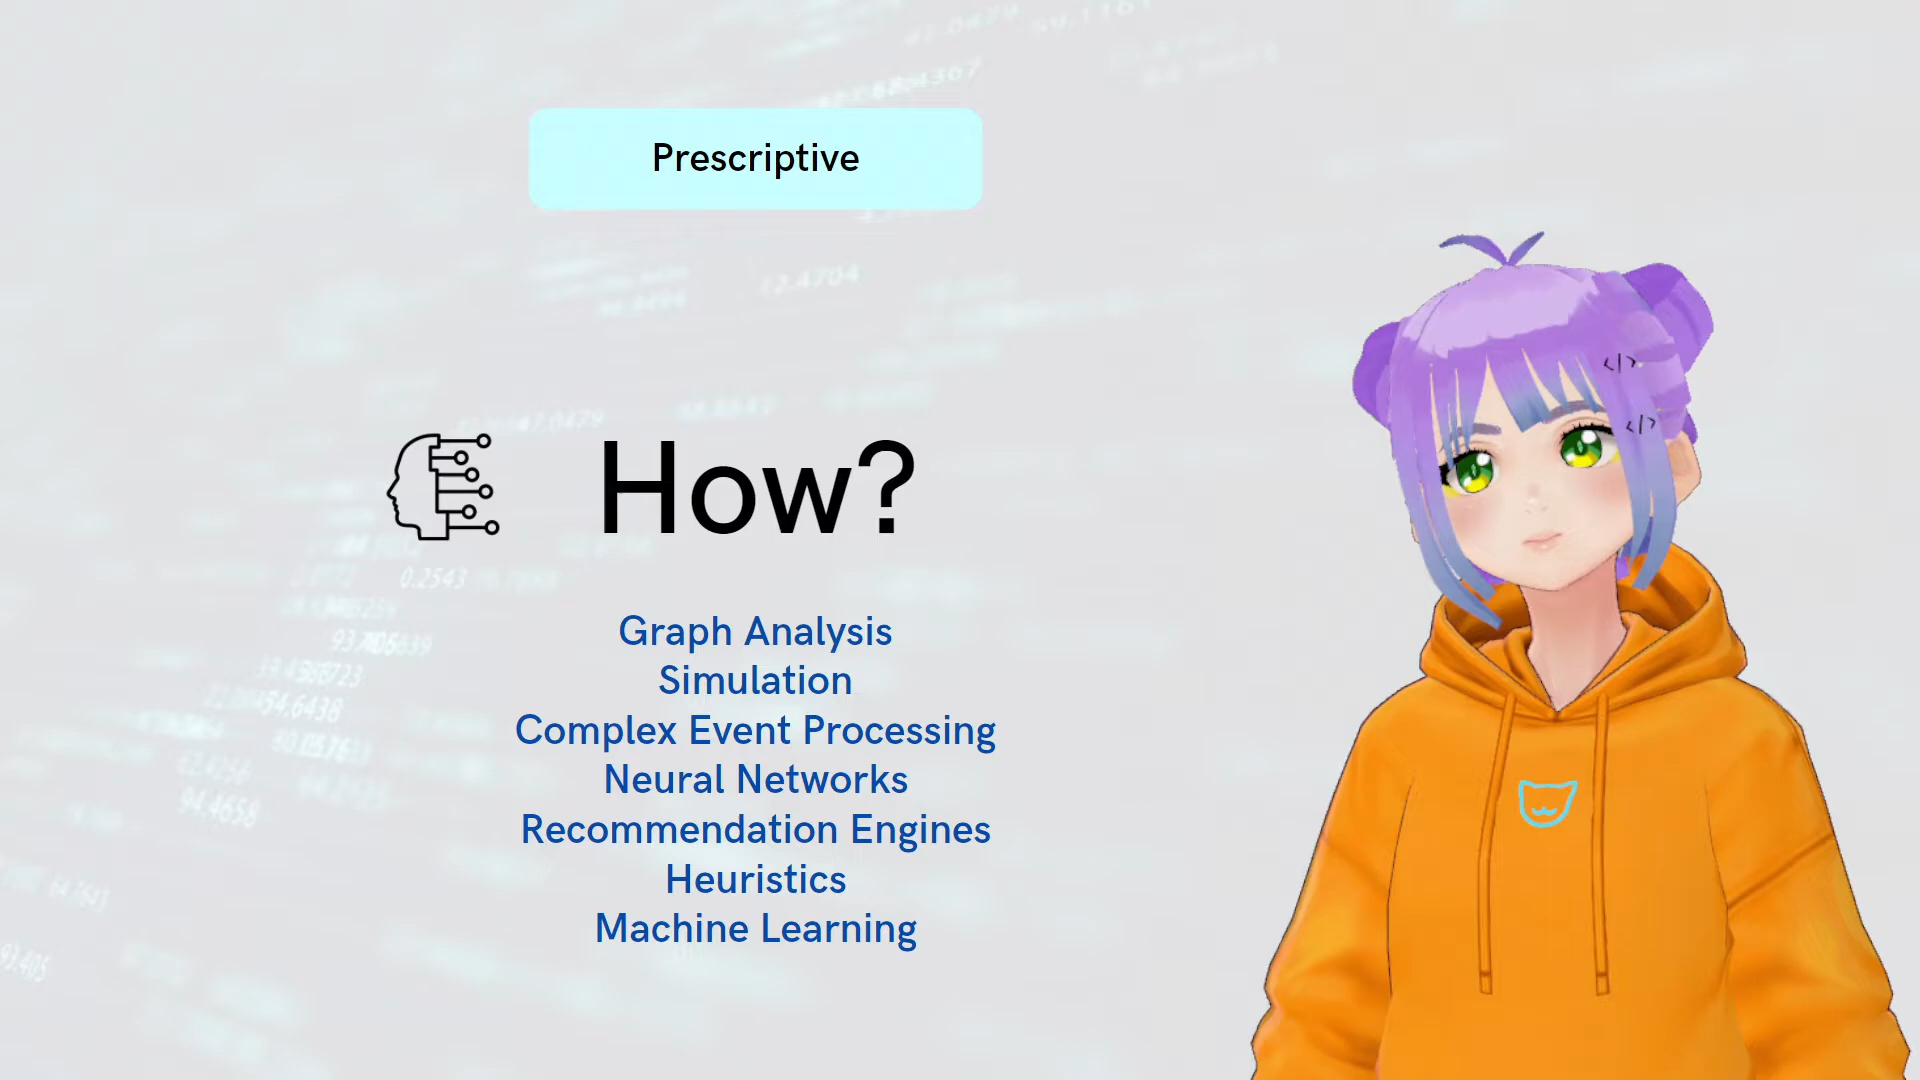 Prescriptive
How?
Graph Analysis
Simulation
Complex Event Processing
Neural Networks
Recommendation Engines
Heuristics
Machine Learning